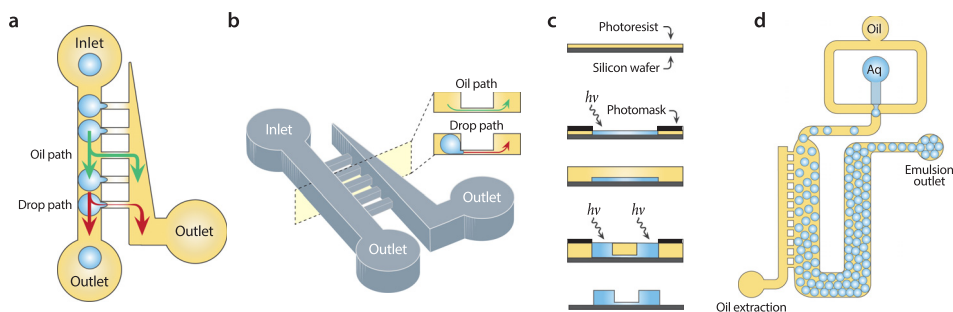 a
Inlet
Oil path
Drop path
Outlet
Outlet
b
Oil path
Drop path
Inlet
Outlet
Outlet
c
Photoresist
Silicon wafer
hν
Photomask
hν
hν
d
Oil
Aq
Emulsion
outlet
Oil extraction